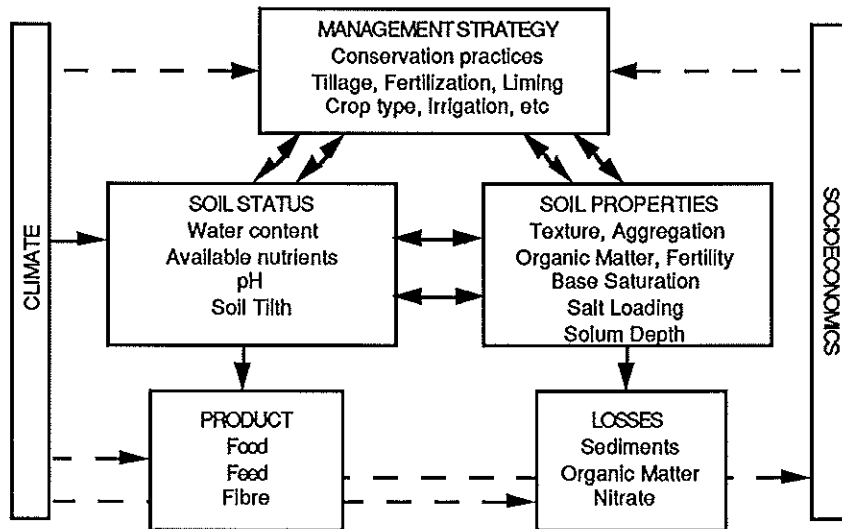 MANAGEMENT STRATEGY
Conservation practices
Tillage, Fertilization, Liming
Crop type, Irrigation, etc
CLIMATE
SOIL STATUS
Water content
Available nutrients
pH
Soil Tilth
SOIL PROPERTIES
Texture, Aggregation
Organic Matter, Fertility
Base Saturation
Salt Loading
Solum Depth
SOCIOECONOMICS
PRODUCT
Food
Feed
Fibre
LOSSES
Sediments
Organic Matter
Nitrate